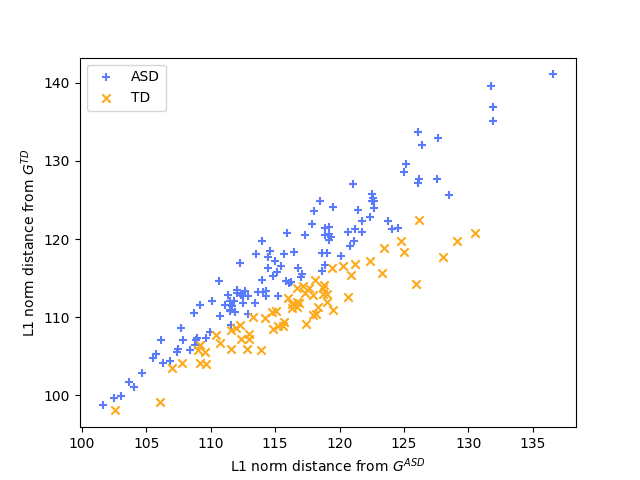 ASD
TD
140
130
120
110
100
L1 norm distance from G^{TD}
100 105 110 115 120 125 130 135
L1 norm distance from G^{ASD}